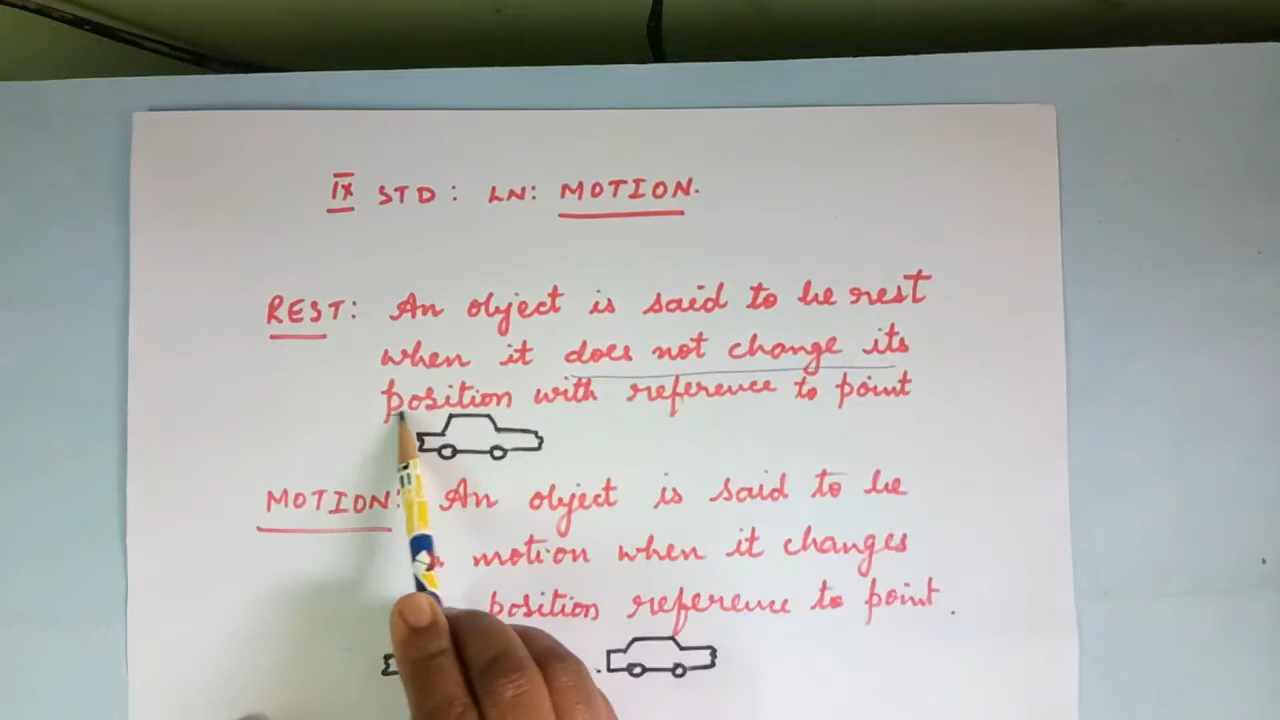 IX STD: LN: MOTION.
REST: An object is said to be rest
when it does not change its
position with reference to point
MOTION: An object is said to be
motion when it changes
position reference to point.